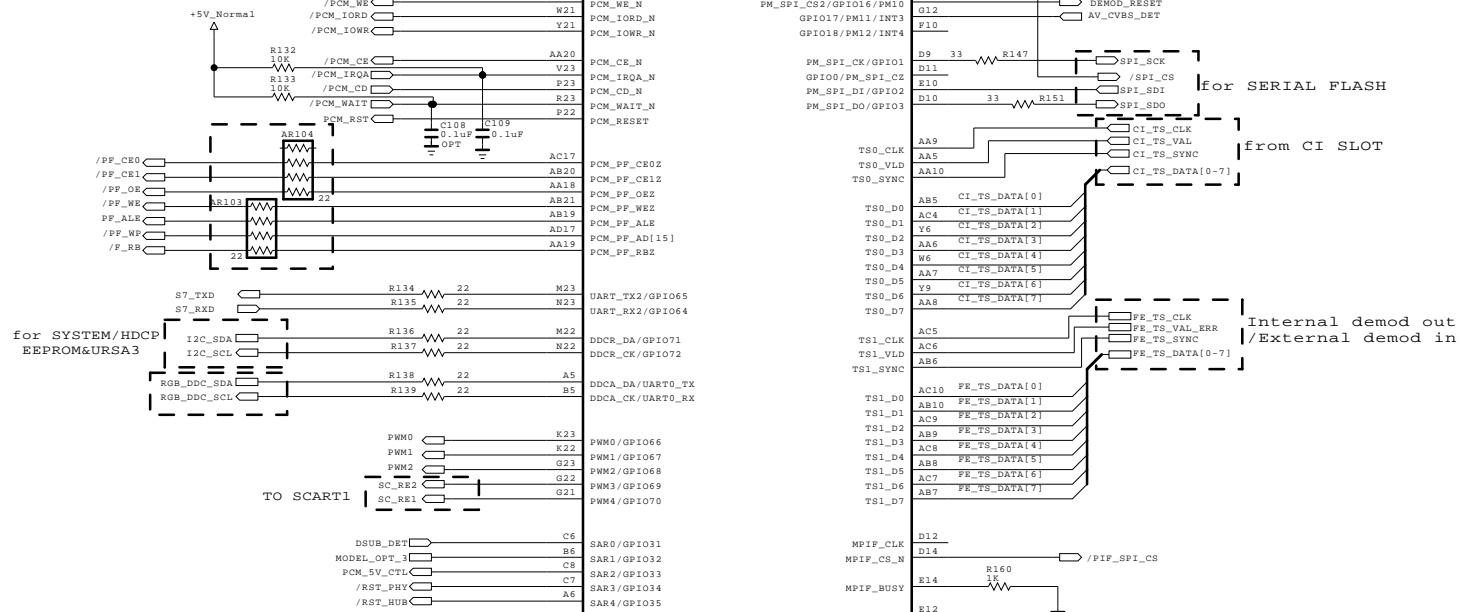 /PCM_WE
PCM_WE_N
PM_SPI_CS2/GPIO16/PM10
DEMOD_RESET
+5V_Normal
/PCM_IORD
W21
PCM_IORD_N
GPIO17/PM11/INT3
G12
AV_CVBS_DET
/PCM_IOWR
Y21
PCM_IOWR_N
GPIO18/PM12/INT4
F10
R132
10K
/PCM_CE
AA20
PCM_CE_N
PM_SPI_CK/GPIO1
D9
33
R147
SPI_SCK
/PCM_IRQA
V23
PCM_IRQA_N
GPIO0/PM_SPI_CZ
D11
/SPI_CS
R133
10K
/PCM_CD
P23
PCM_CD_N
PM_SPI_DI/GPIO2
E10
SPI_SDI
for SERIAL FLASH
/PCM_WAIT
R23
PCM_WAIT_N
PM_SPI_DO/GPIO3
D10
33
R151
SPI_SDO
PCM_RST
P22
PCM_RESET
C108
0.1uF
OPT
C109
0.1uF
CI_TS_CLK
CI_TS_VAL
CI_TS_SYNC
CI_TS_DATA[0-7]
from CI SLOT
AR104
TS0_CLK
AA9
TS0_VLD
AA5
TS0_SYNC
AA10
/PF_CE0
AC17
PCM_PF_CE0Z
/PF_CE1
AB20
PCM_PF_CE1Z
/PF_OE
AA18
PCM_PF_OEZ
22
/PF_WE
AR103
AB21
PCM_PF_WEZ
PF_ALE
AB19
PCM_PF_ALE
/PF_WP
AD17
PCM_PF_AD[15]
/F_RB
22
AA19
PCM_PF_RBZ
TS0_D0
AB5
CI_TS_DATA[0]
TS0_D1
AC4
CI_TS_DATA[1]
TS0_D2
Y6
CI_TS_DATA[2]
TS0_D3
AA6
CI_TS_DATA[3]
TS0_D4
W6
CI_TS_DATA[4]
TS0_D5
AA7
CI_TS_DATA[5]
TS0_D6
Y9
CI_TS_DATA[6]
TS0_D7
AA8
CI_TS_DATA[7]
S7_TXD
R134
22
M23
UART_TX2/GPIO65
S7_RXD
R135
22
N23
UART_RX2/GPIO64
for SYSTEM/HDCP
EEPROM&URSA3
I2C_SDA
R136
22
M22
DDCR_DA/GPIO71
I2C_SCL
R137
22
N22
DDCR_CK/GPIO72
RGB_DDC_SDA
R138
22
A5
DDCA_DA/UART0_TX
RGB_DDC_SCL
R139
22
B5
DDCA_CK/UART0_RX
FE_TS_CLK
FE_TS_VAL_ERR
FE_TS_SYNC
FE_TS_DATA[0-7]
Internal demod out
/External demod in
TS1_CLK
AC5
TS1_VLD
AC6
TS1_SYNC
AB6
TS1_D0
AC10
FE_TS_DATA[0]
TS1_D1
AB10
FE_TS_DATA[1]
TS1_D2
AC9
FE_TS_DATA[2]
TS1_D3
AB9
FE_TS_DATA[3]
TS1_D4
AC8
FE_TS_DATA[4]
TS1_D5
AB8
FE_TS_DATA[5]
TS1_D6
AC7
FE_TS_DATA[6]
TS1_D7
AB7
FE_TS_DATA[7]
PWM0
K23
PWM0/GPIO66
PWM1
K22
PWM1/GPIO67
PWM2
G23
PWM2/GPIO68
TO SCART1
SC_RE2
G22
PWM3/GPIO69
SC_RE1
G21
PWM4/GPIO70
DSUB_DET
C6
SAR0/GPIO31
MODEL_OPT_3
B6
SAR1/GPIO32
PCM_5V_CTL
C8
SAR2/GPIO33
/RST_PHY
C7
SAR3/GPIO34
/RST_HUB
A6
SAR4/GPIO35
MPIF_CLK
D12
MPIF_CS_N
D14
/PIF_SPI_CS
MPIF_BUSY
E14
R160
1K
E12